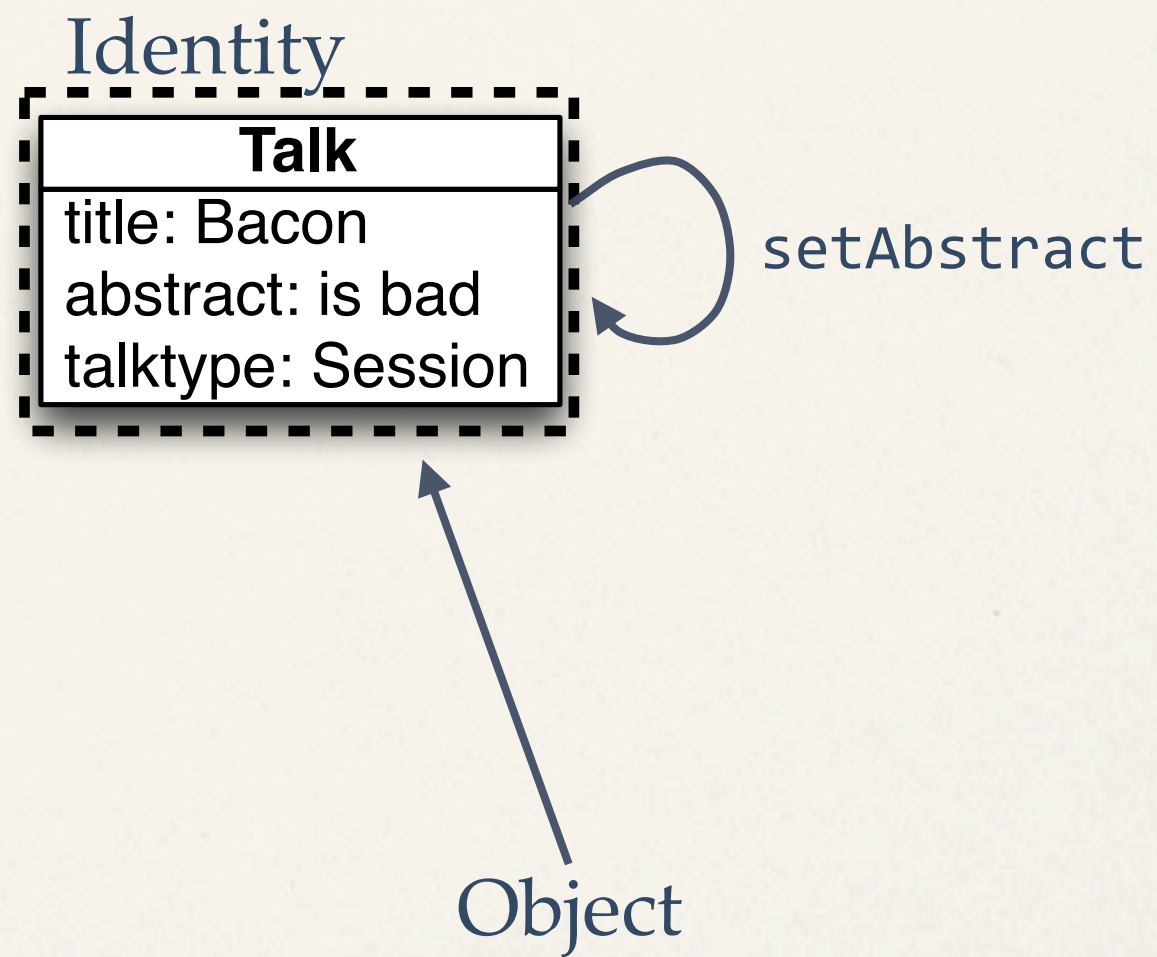 Identity
Talk
title: Bacon
abstract: is bad
talktype: Session
setAbstract
Object